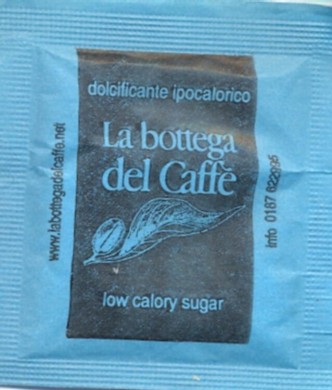 dolcificante ipocalorico
La bottega
del Caffè
low calory sugar
www.labottegadelcaffe.net
info 0187